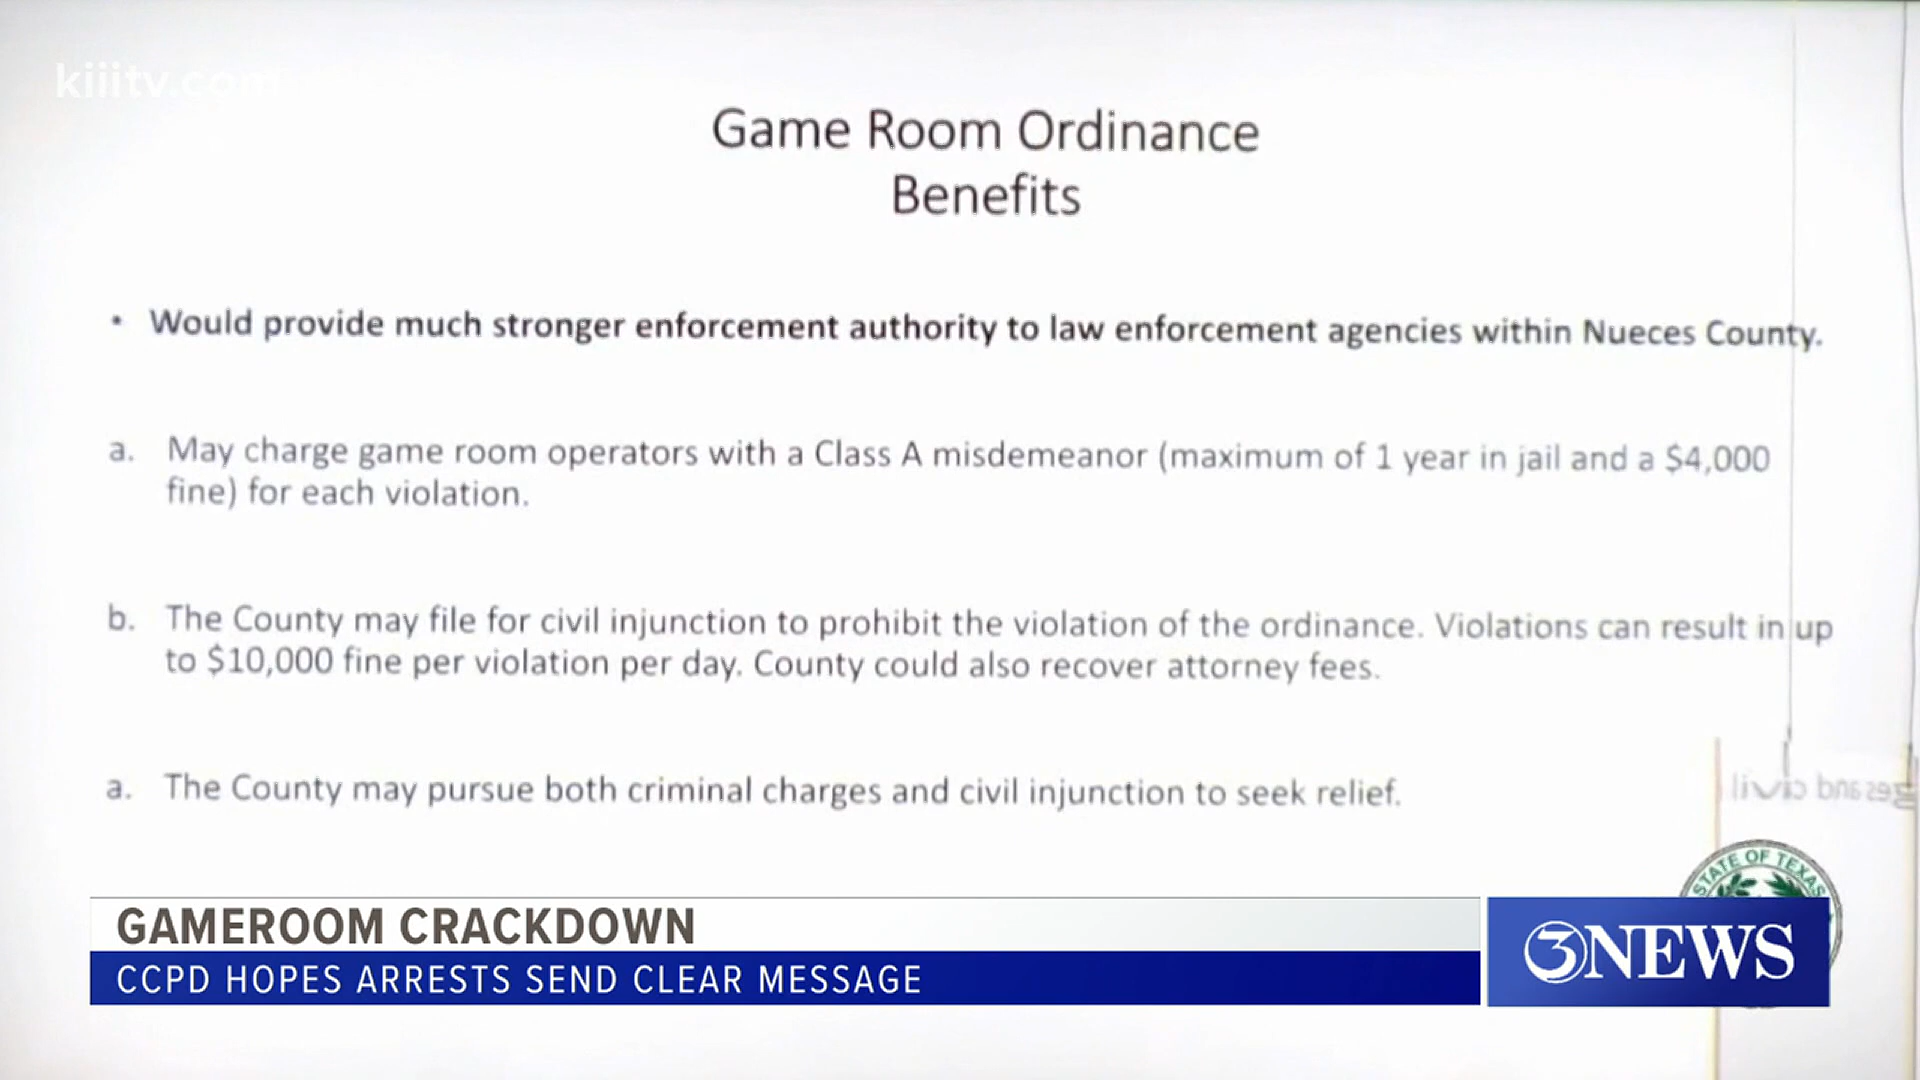 kiiitv.com
Game Room Ordinance
Benefits
• Would provide much stronger enforcement authority to law enforcement agencies within Nueces County.
a. May charge game room operators with a Class A misdemeanor (maximum of 1 year in jail and a $4,000
fine) for each violation.
b. The County may file for civil injunction to prohibit the violation of the ordinance. Violations can result in up
to $10,000 fine per violation per day. County could also recover attorney fees.
a. The County may pursue both criminal charges and civil injunction to seek relief.
STATE OF TEXAS
GAMEROOM CRACKDOWN
CCPD HOPES ARRESTS SEND CLEAR MESSAGE
3NEWS